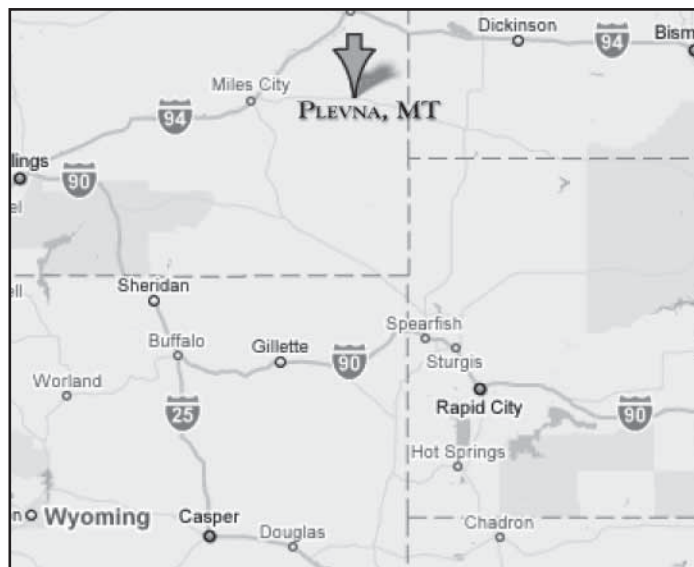 Dickinson
94
Bism
Miles City
PLEVNA, MT
94
lings
90
el
ell
Sheridan
Spearfish
Buffalo
Gillette
90
Sturgis
Worland
25
Rapid City
90
Hot Springs
n
Wyoming
Casper
Douglas
Chadron